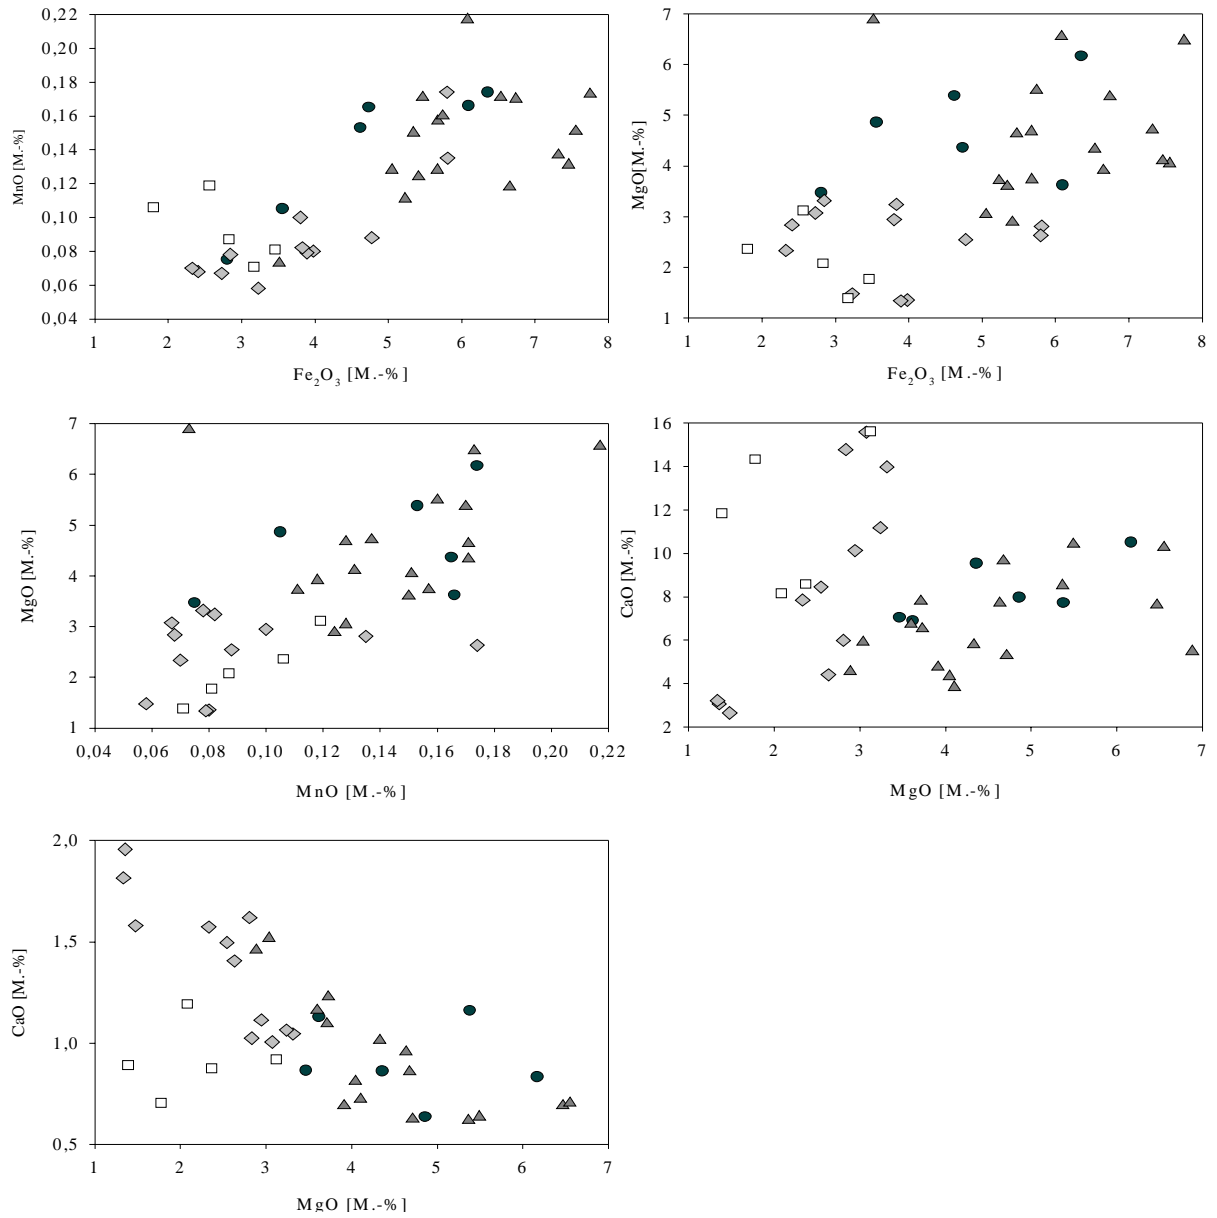 0,22
0,20
0,18
0,16
0,14
0,12
0,10
0,08
0,06
0,04
MnO [M.-%]
1 2 3 4 5 6 7 8
Fe₂O₃ [M.-%]
7
6
5
4
3
2
1
MgO[M.-%]
1 2 3 4 5 6 7 8
Fe₂O₃ [M.-%]
7
6
5
4
3
2
1
MgO [M.-%]
0,04 0,06 0,08 0,10 0,12 0,14 0,16 0,18 0,20 0,22
MnO [M.-%]
16
14
12
10
8
6
4
2
CaO [M.-%]
1 2 3 4 5 6 7
MgO [M.-%]
2,0
1,5
1,0
0,5
CaO [M.-%]
1 2 3 4 5 6 7
MgO [M.-%]